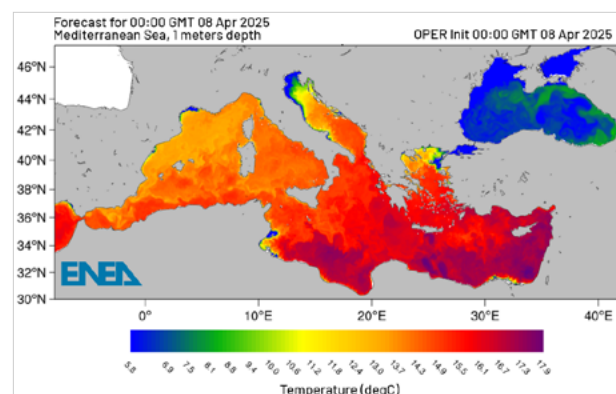 Forecast for 00:00 GMT 08 Apr 2025
Mediterranean Sea, 1 meters depth
OPER Init 00:00 GMT 08 Apr 2025
46°N
44°N
42°N
40°N
38°N
36°N
34°N
32°N
30°N
ENEA
0° 10°E 20°E 30°E 40°E
5.8 6.9 7.5 8.1 8.8 9.4 10.0 10.6 11.2 11.8 12.4 13.0 13.7 14.3 14.9 15.5 16.1 16.7 17.3 17.9
Temperature (degC)